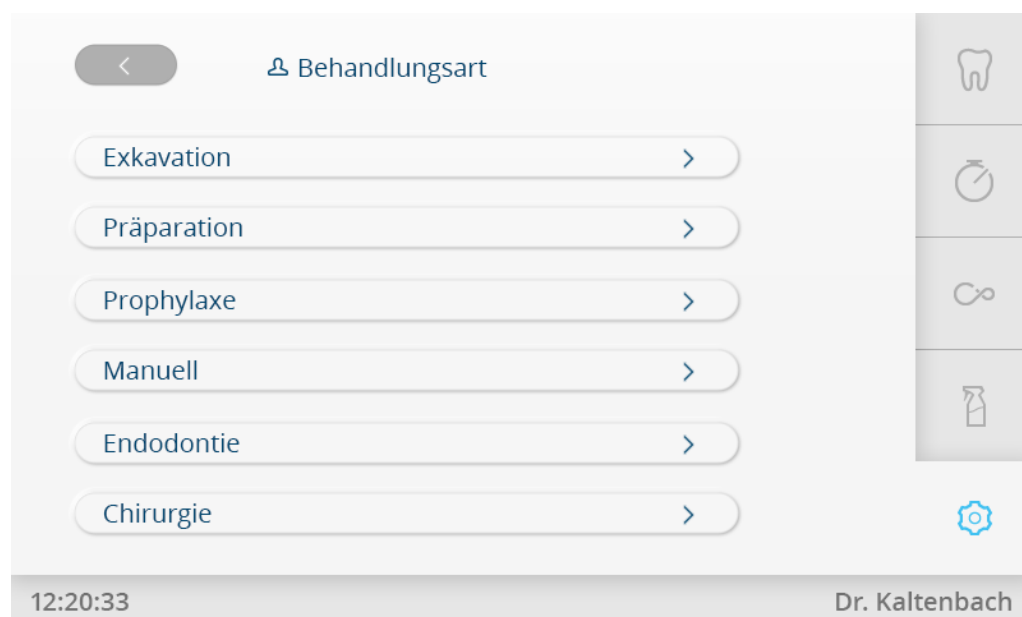 Behandlungsart
Exkavation
Präparation
Prophylaxe
Manuell
Endodontie
Chirurgie
12:20:33 Dr. Kaltenbach